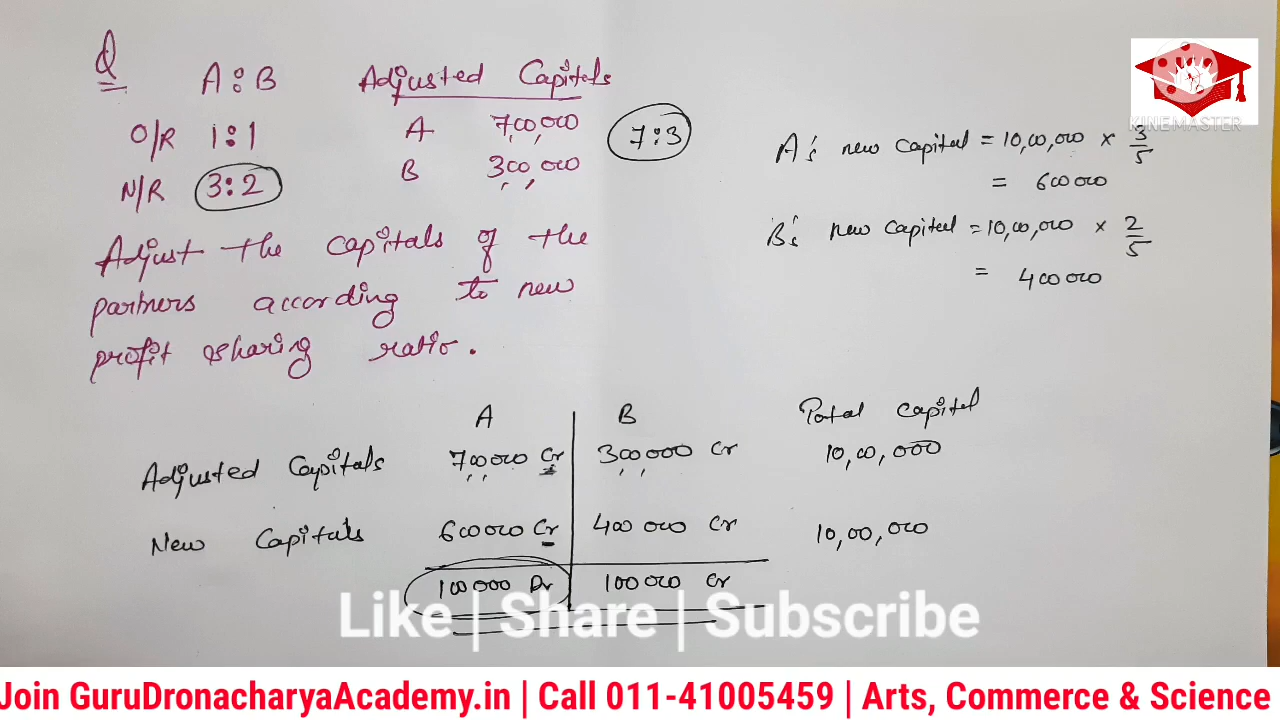 Q
A : B Adjusted Capitals
O/R 1 : 1 A 7,00,000 7:3
N/R 3:2 B 300,000
Adjust the capitals of the
partners according to new
profit sharing ratio.
A's new capital = 10,00,000 × 3/5
= 600000
B's new capital = 10,00,000 × 2/5
= 400000
A B Total capital
Adjusted Capitals 700000 Cr 300000 Cr 10,00,000
New Capitals 600000 Cr 400 000 Cr 10,00,000
100000 Dr 100000 Cr
KINEMASTER
Like | Share | Subscribe
Join GuruDronacharyaAcademy.in | Call 011-41005459 | Arts, Commerce & Science